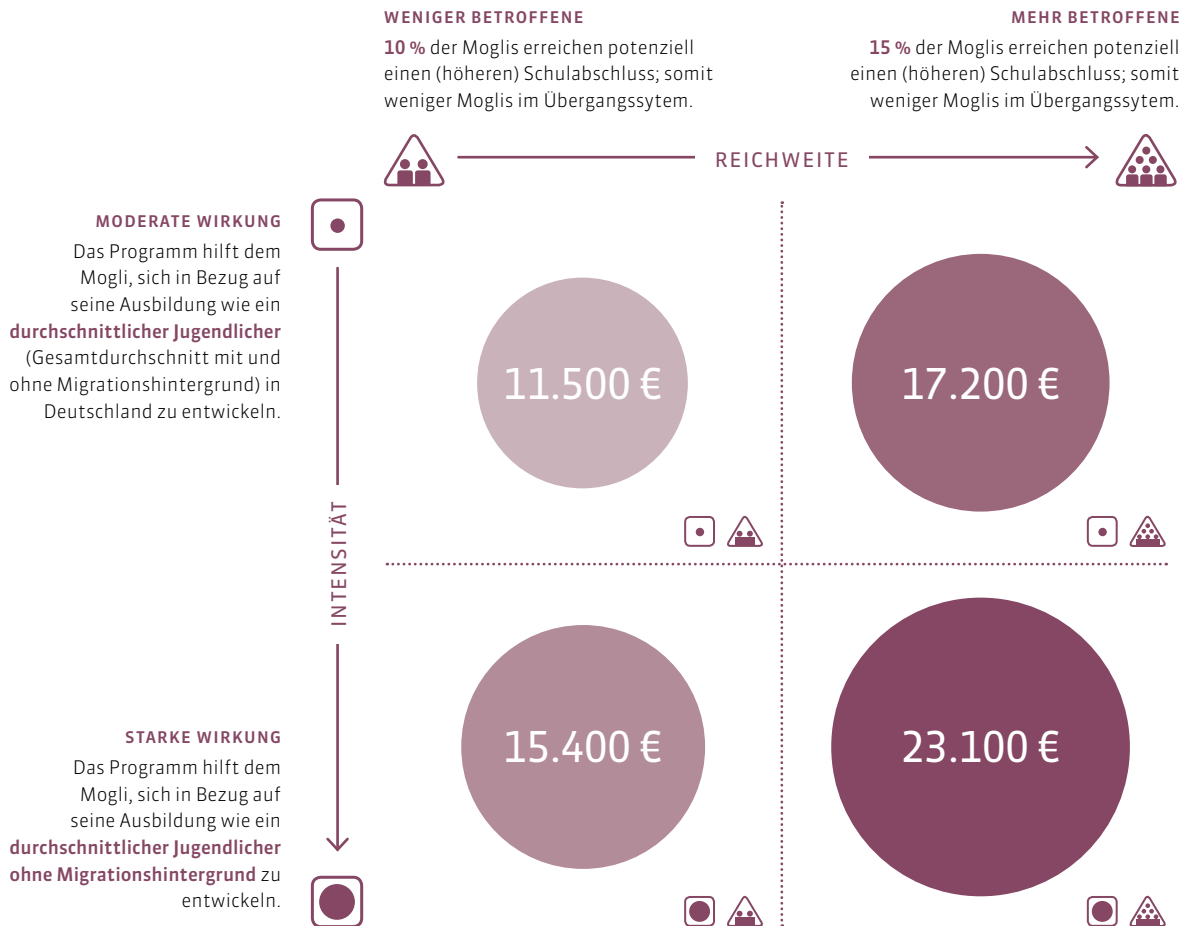 WENIGER BETROFFENE
10 % der Moglis erreichen potenziell
einen (höheren) Schulabschluss; somit
weniger Moglis im Übergangssytem.
MEHR BETROFFENE
15 % der Moglis erreichen potenziell
einen (höheren) Schulabschluss; somit
weniger Moglis im Übergangssytem.
REICHWEITE
MODERATE WIRKUNG
Das Programm hilft dem
Mogli, sich in Bezug auf
seine Ausbildung wie ein
durchschnittlicher Jugendlicher
(Gesamtdurchschnitt mit und
ohne Migrationshintergrund) in
Deutschland zu entwickeln.
11.500 €
17.200 €
INTENSITÄT
STARKE WIRKUNG
Das Programm hilft dem
Mogli, sich in Bezug auf
seine Ausbildung wie ein
durchschnittlicher Jugendlicher
ohne Migrationshintergrund zu
entwickeln.
15.400 €
23.100 €